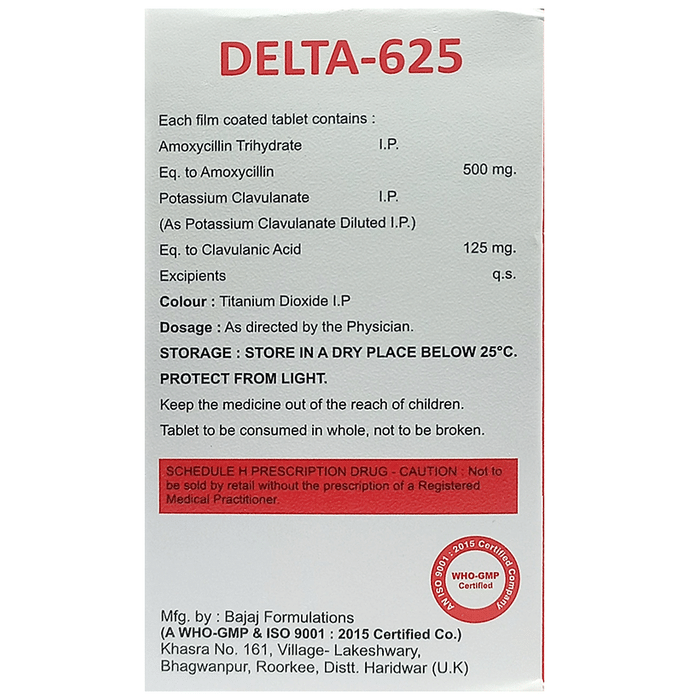 DELTA-625
Each film coated tablet contains :
Amoxycillin Trihydrate I.P.
Eq. to Amoxycillin 500 mg.
Potassium Clavulanate I.P.
(As Potassium Clavulanate Diluted I.P.)
Eq. to Clavulanic Acid 125 mg.
Excipients q.s.
Colour : Titanium Dioxide I.P
Dosage : As directed by the Physician.
STORAGE : STORE IN A DRY PLACE BELOW 25°C.
PROTECT FROM LIGHT.
Keep the medicine out of the reach of children.
Tablet to be consumed in whole, not to be broken.
SCHEDULE H PRESCRIPTION DRUG - CAUTION : Not to
be sold by retail without the prescription of a Registered
Medical Practitioner.
AN ISO 9001 : 2015 Certified Company
WHO-GMP
Certified
Mfg. by : Bajaj Formulations
(A WHO-GMP & ISO 9001 : 2015 Certified Co.)
Khasra No. 161, Village- Lakeshwary,
Bhagwanpur, Roorkee, Distt. Haridwar (U.K)